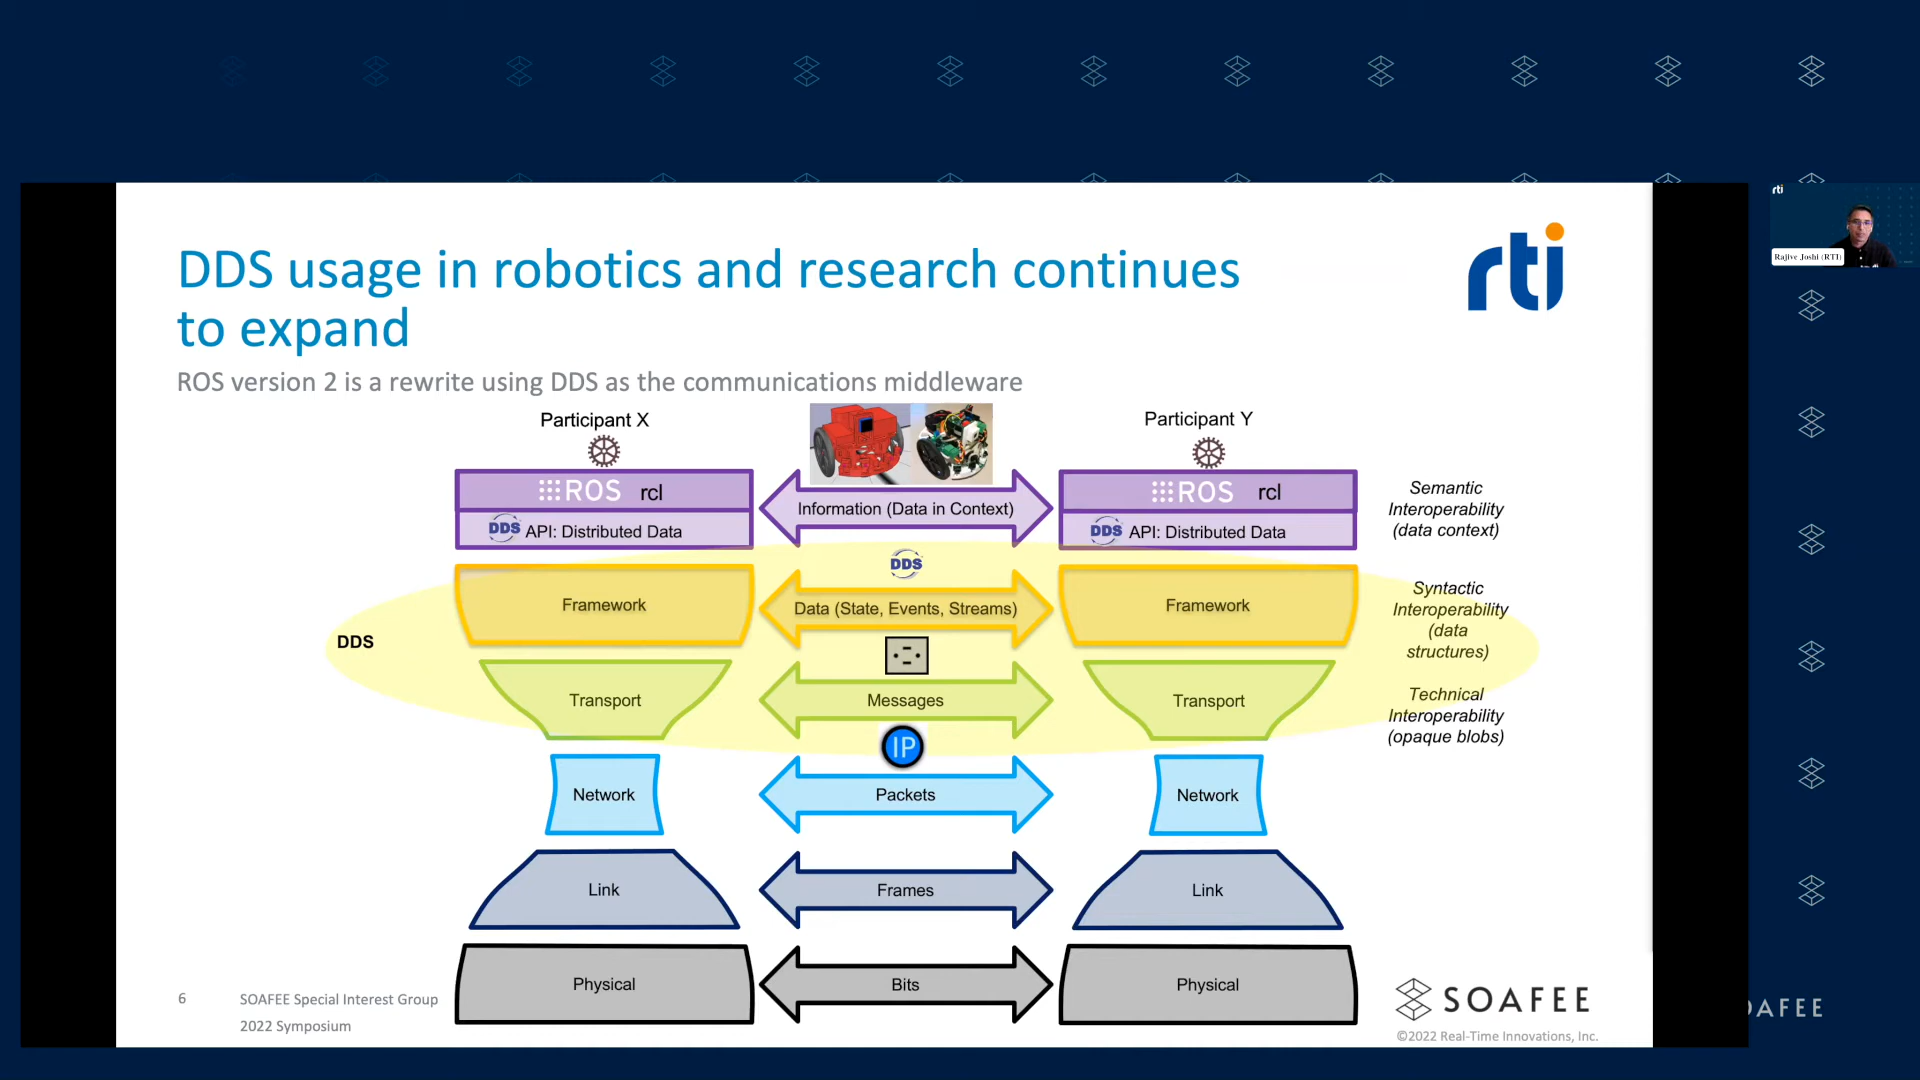 rti
Rajive Joshi (RTI)
DDS usage in robotics and research continues
to expand
rti
ROS version 2 is a rewrite using DDS as the communications middleware
Participant X
Participant Y
ROS rcl
ROS rcl
DDS API: Distributed Data
Information (Data in Context)
DDS API: Distributed Data
Semantic
Interoperability
(data context)
DDS
DDS
Framework
Data (State, Events, Streams)
Framework
Syntactic
Interoperability
(data
structures)
Transport
Messages
Transport
Technical
Interoperability
(opaque blobs)
IP
Network
Packets
Network
Link
Frames
Link
Physical
Bits
Physical
6
SOAFEE Special Interest Group
2022 Symposium
SOAFEE
©2022 Real-Time Innovations, Inc.
OAFEE